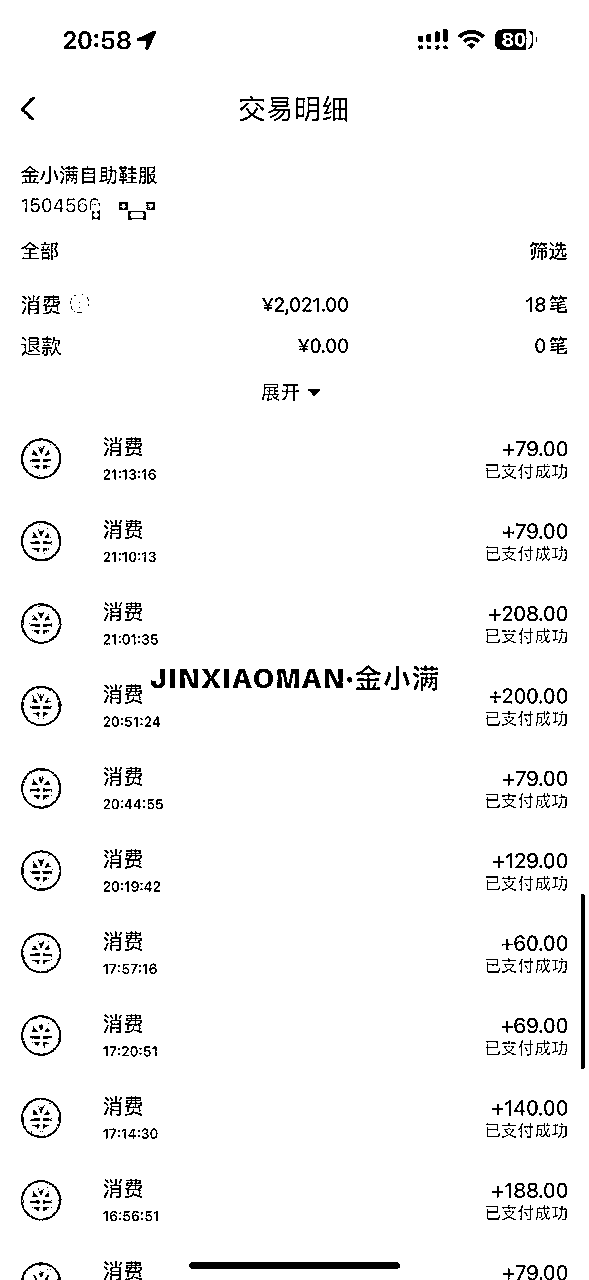 20:58
80
交易明细
金小满自助鞋服
150456
全部 筛选
消费 ¥2,021.00 18笔
退款 ¥0.00 0笔
展开
消费 +79.00
21:13:16 已支付成功
消费 +79.00
21:10:13 已支付成功
消费 +208.00
21:01:35 已支付成功
JINXIAOMAN·金小满
消费 +200.00
20:51:24 已支付成功
消费 +79.00
20:44:55 已支付成功
消费 +129.00
20:19:42 已支付成功
消费 +60.00
17:57:16 已支付成功
消费 +69.00
17:20:51 已支付成功
消费 +140.00
17:14:30 已支付成功
消费 +188.00
16:56:51 已支付成功
消费 +79.00